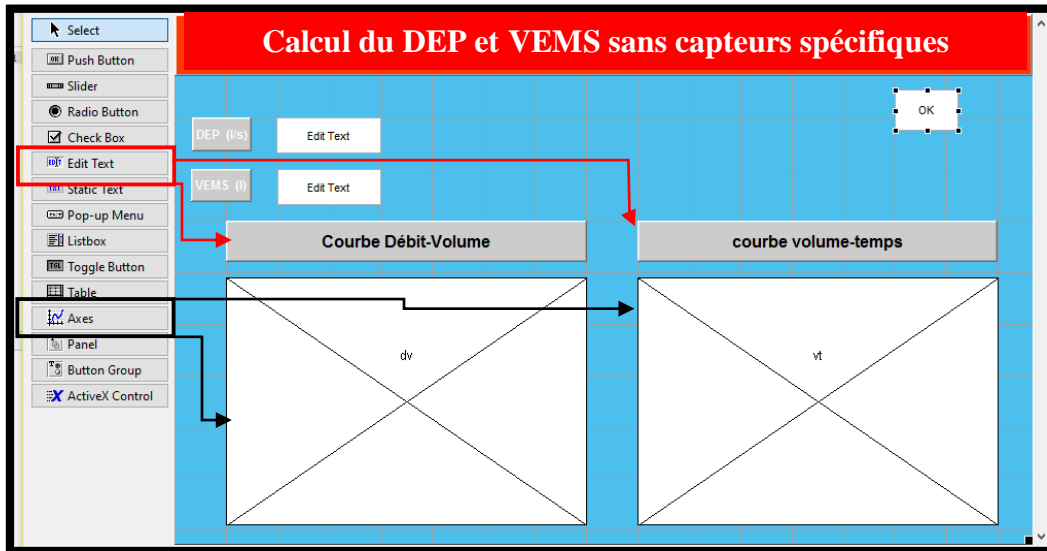 Select
Push Button
Slider
Radio Button
Check Box
Edit Text
Static Text
Pop-up Menu
Listbox
Toggle Button
Table
Axes
Panel
Button Group
ActiveX Control
Calcul du DEP et VEMS sans capteurs spécifiques
OK
DEP (l/s)
Edit Text
VEMS (l)
Edit Text
Courbe Débit-Volume
courbe volume-temps
dv
vt